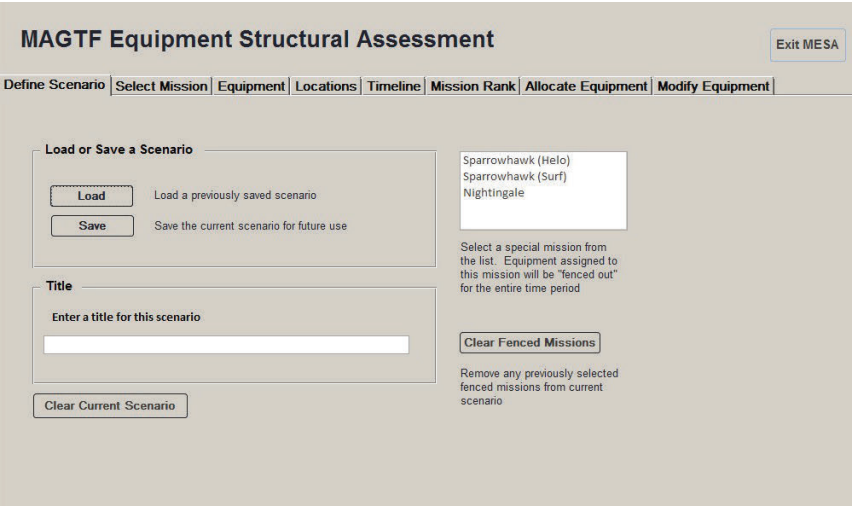 MAGTF Equipment Structural Assessment
Exit MESA
Define Scenario
Select Mission
Equipment
Locations
Timeline
Mission Rank
Allocate Equipment
Modify Equipment
Load or Save a Scenario
Load
Load a previously saved scenario
Save
Save the current scenario for future use
Title
Enter a title for this scenario
Clear Current Scenario
Sparrowhawk (Helo)
Sparrowhawk (Surf)
Nightingale
Select a special mission from
the list.  Equipment assigned to
this mission will be "fenced out"
for the entire time period
Clear Fenced Missions
Remove any previously selected
fenced missions from current
scenario